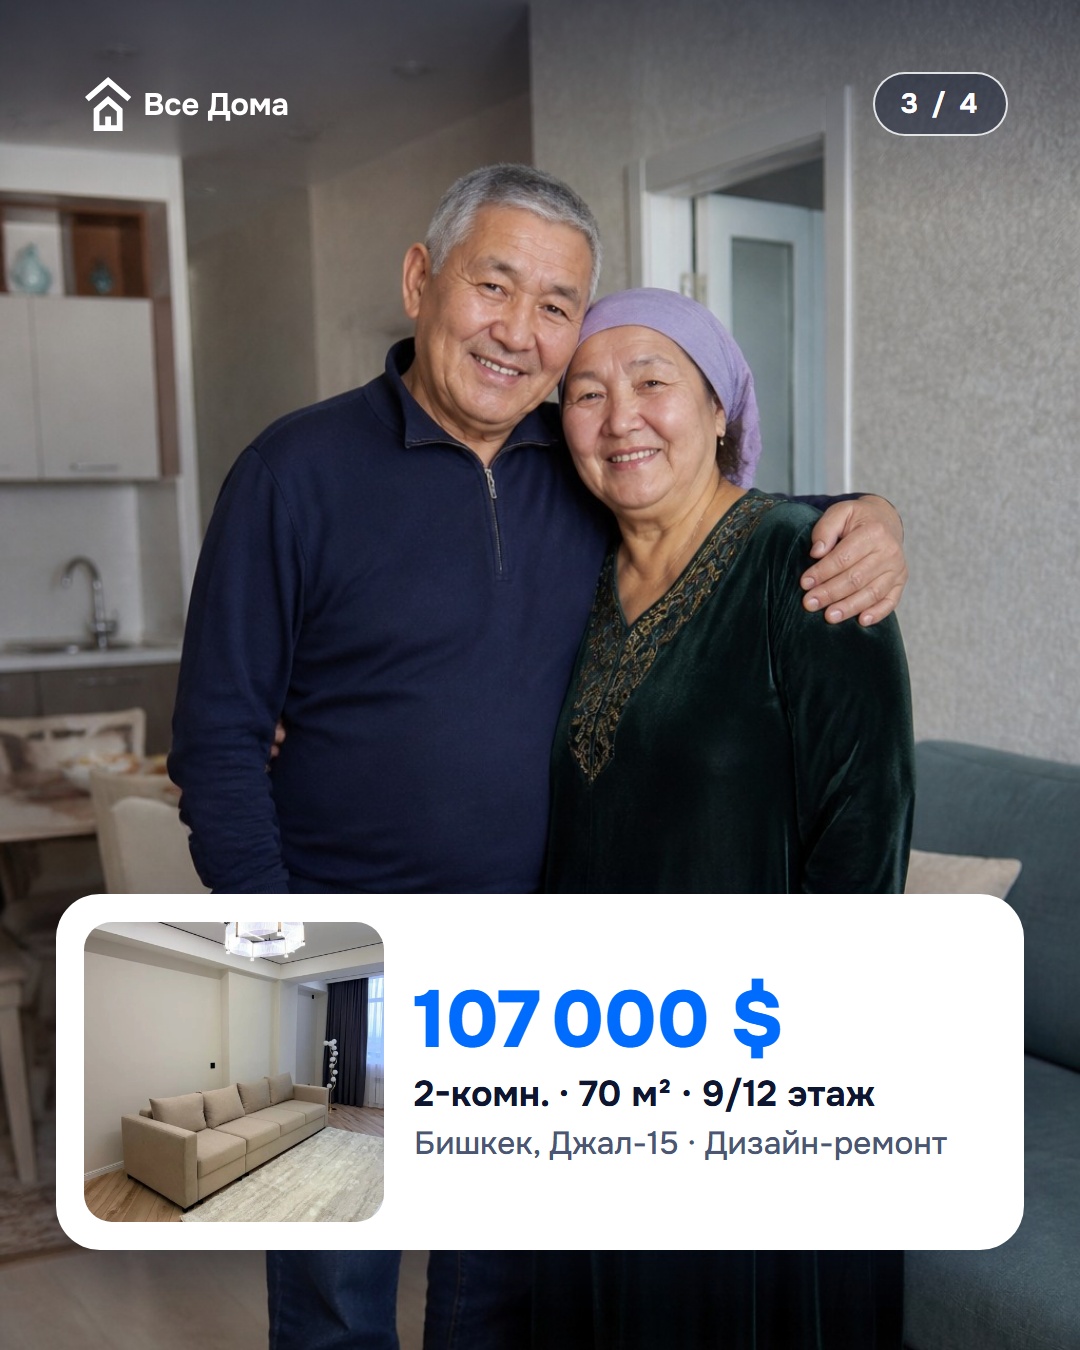 Все Дома
3 / 4
107 000 $
2-комн. · 70 м² · 9/12 этаж
Бишкек, Джал-15 · Дизайн-ремонт